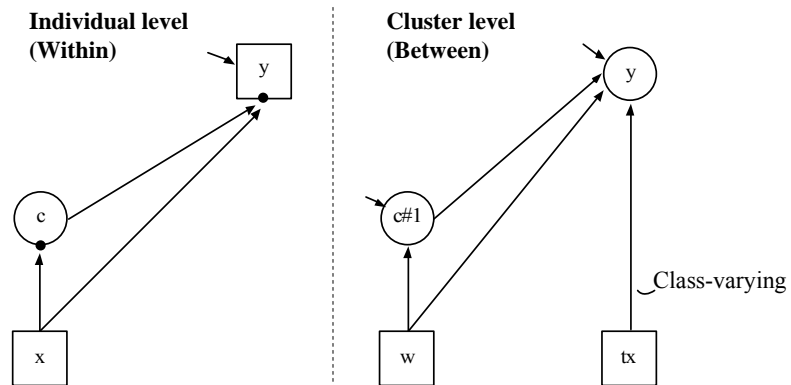 Individual level
(Within)
y
c
x
Cluster level
(Between)
y
c#1
Class-varying
w
tx